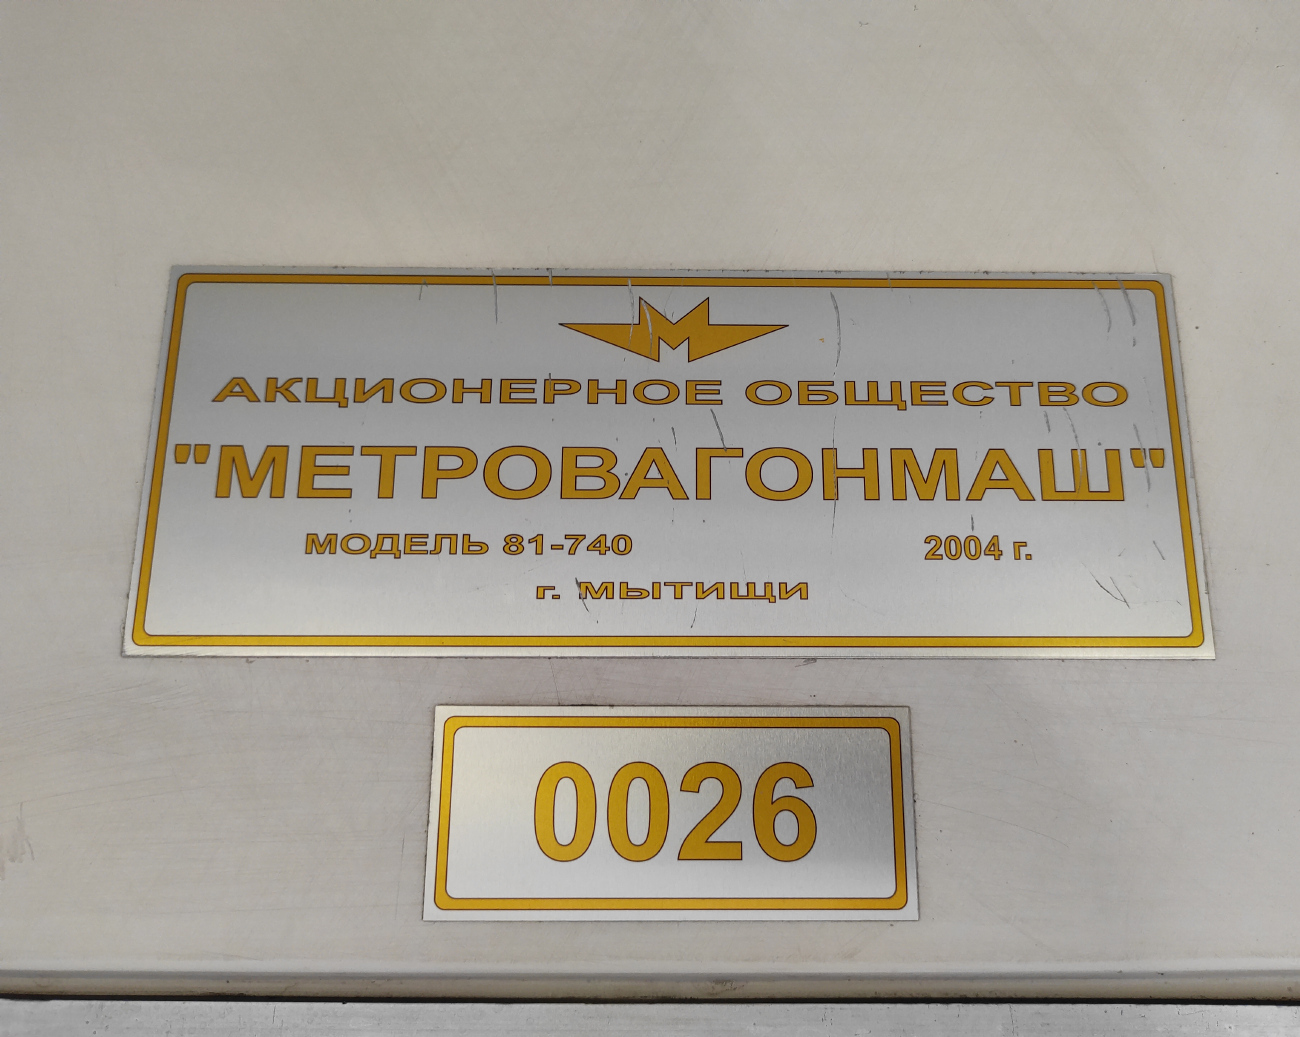 АКЦИОНЕРНОЕ ОБЩЕСТВО
"МЕТРОВАГОНМАШ"
МОДЕЛЬ 81-740 2004 г.
г. МЫТИЩИ
0026